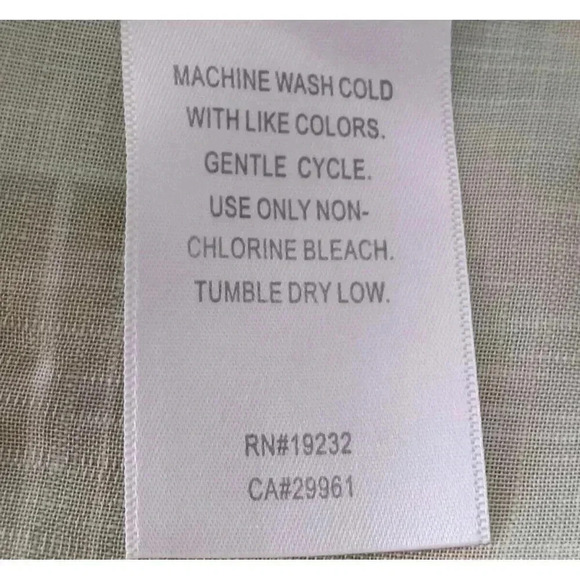 MACHINE WASH COLD
WITH LIKE COLORS.
GENTLE CYCLE.
USE ONLY NON-
CHLORINE BLEACH.
TUMBLE DRY LOW.
RN#19232
CA#29961